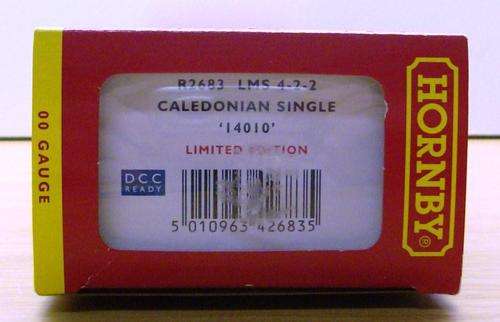 00 GAUGE
R2683 LMS 4-2-2
CALEDONIAN SINGLE
'14010'
LIMITED EDITION
DCC
READY
5 010963 426835
HORNBY®